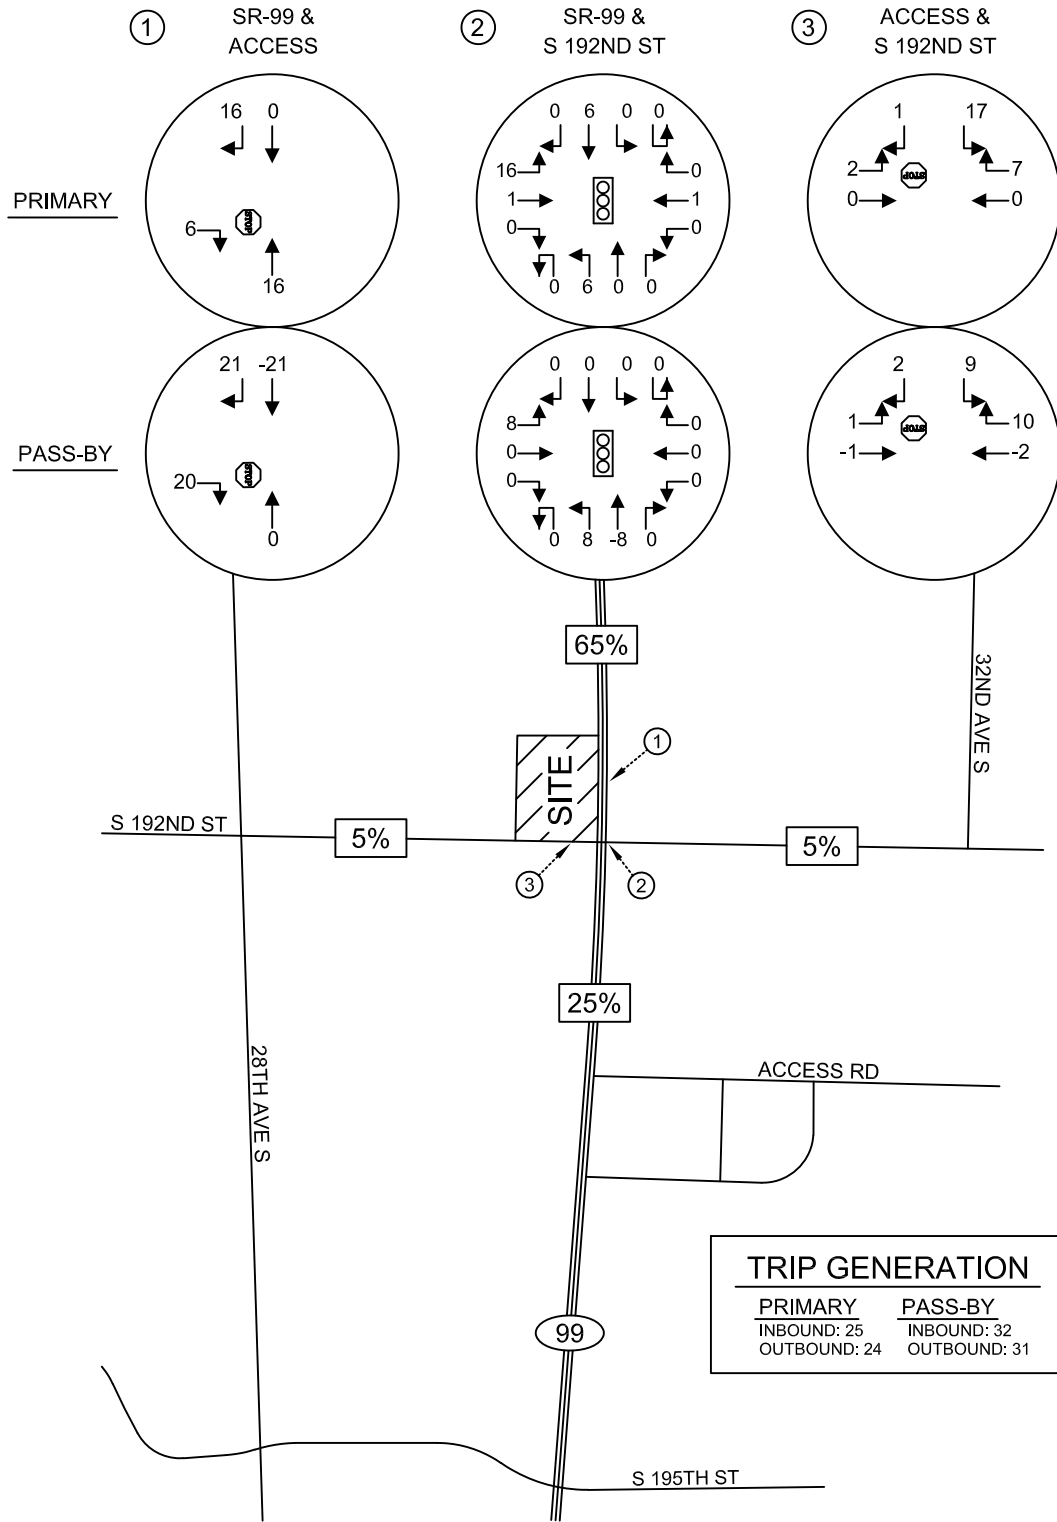 1 SR-99 & ACCESS
2 SR-99 & S 192ND ST
3 ACCESS & S 192ND ST
PRIMARY
16 0
6
STOP
16
0 6 0 0
16 0
1 1
0 0
0 6 0 0
1 17
2 7
STOP
0 0
PASS-BY
21 -21
20
STOP
0
0 0 0 0
8 0
0 0
0 0
0 8 -8 0
2 9
1 10
STOP
-1 -2
65%
32ND AVE S
1
SITE
S 192ND ST
5%
5%
3
2
25%
28TH AVE S
ACCESS RD
TRIP GENERATION
PRIMARY PASS-BY
INBOUND: 25 INBOUND: 32
OUTBOUND: 24 OUTBOUND: 31
99
S 195TH ST